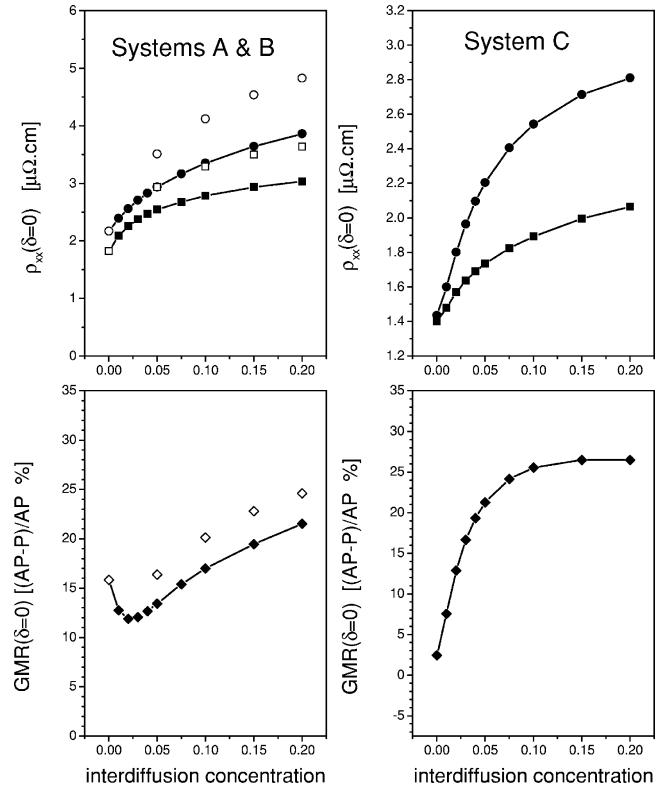 Systems A & B
ρxx(δ=0) [μΩ.cm]
6
5
4
3
2
1
0
0.00 0.05 0.10 0.15 0.20
System C
ρxx(δ=0) [μΩ.cm]
3.2
3.0
2.8
2.6
2.4
2.2
2.0
1.8
1.6
1.4
1.2
0.00 0.05 0.10 0.15 0.20
GMR(δ=0) [(AP-P)/AP %]
35
30
25
20
15
10
5
0
0.00 0.05 0.10 0.15 0.20
interdiffusion concentration
GMR(δ=0) [(AP-P)/AP %]
35
30
25
20
15
10
5
0
-5
0.00 0.05 0.10 0.15 0.20
interdiffusion concentration